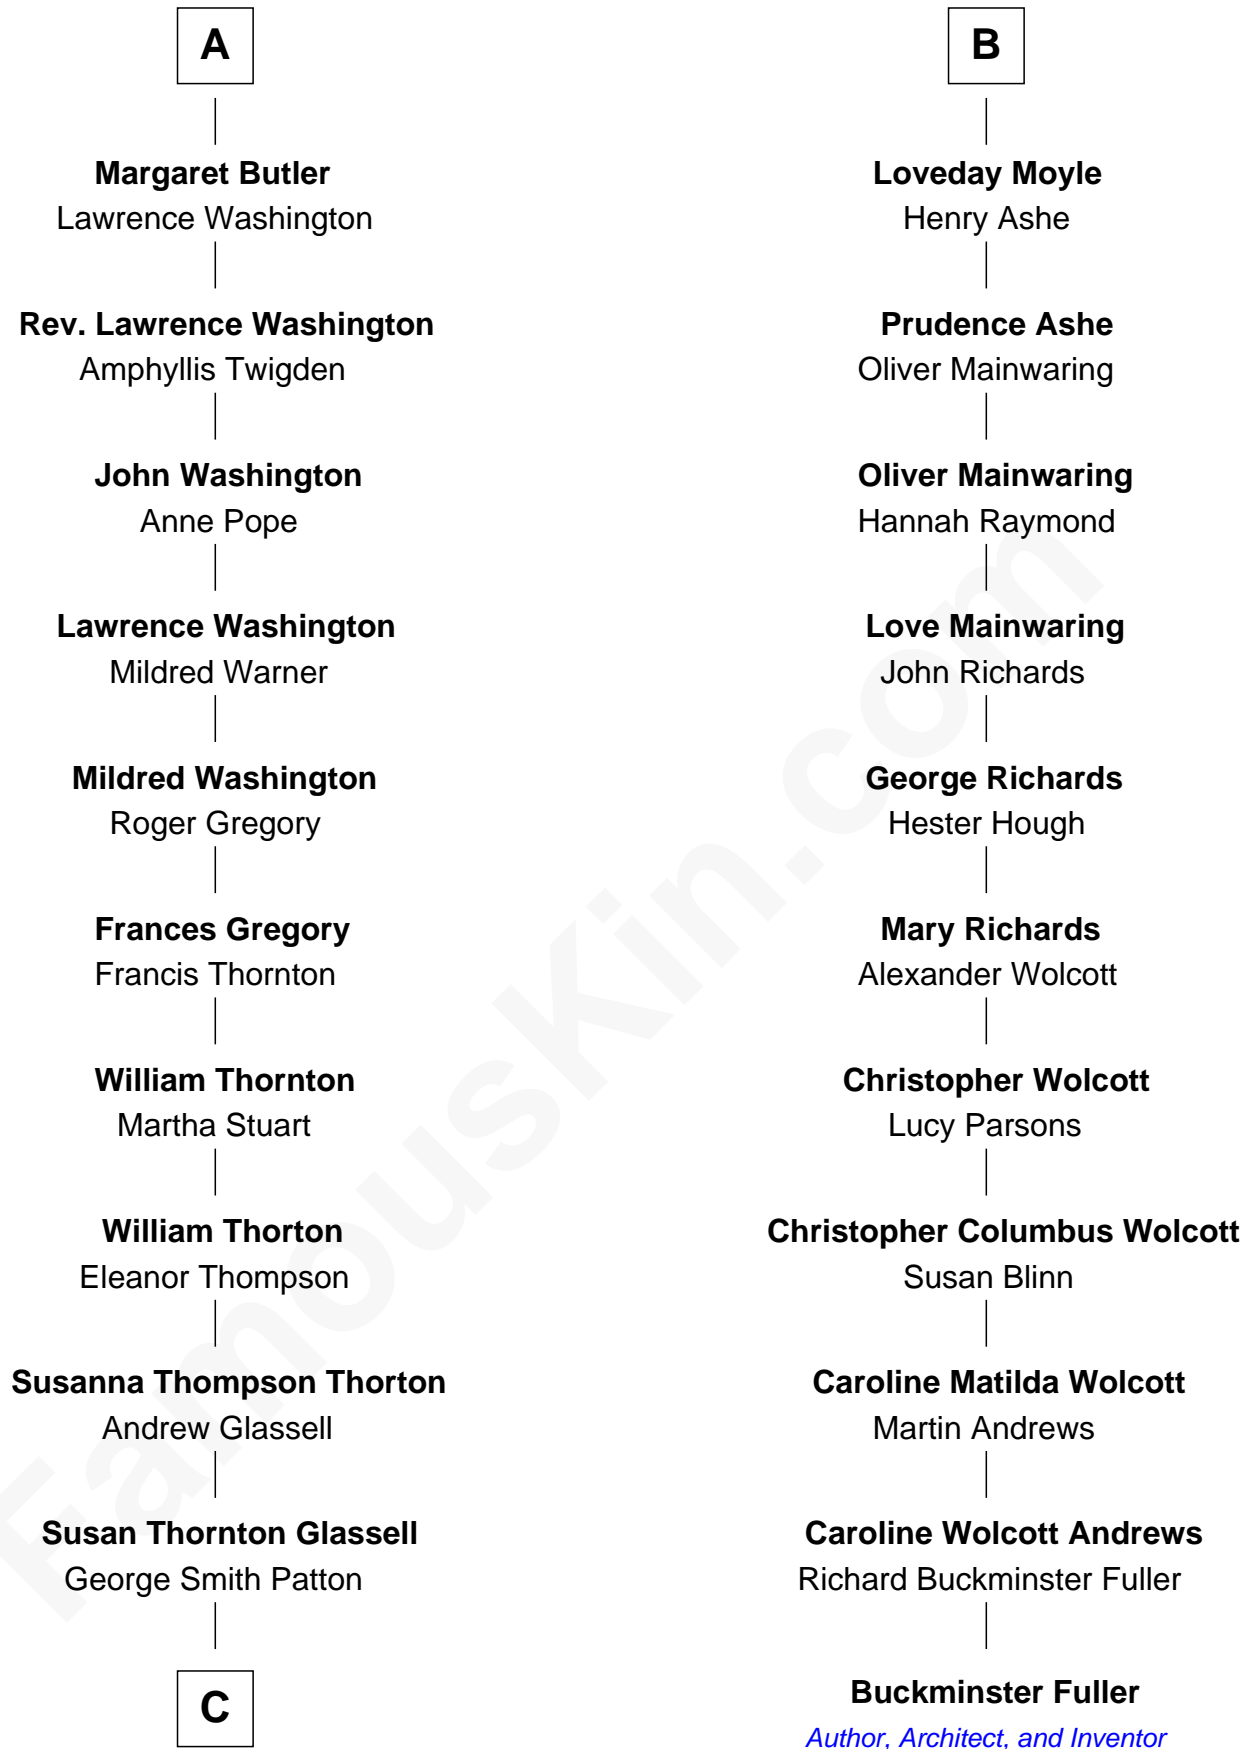 A
Margaret Butler
Lawrence Washington
Rev. Lawrence Washington
Amphyllis Twigden
John Washington
Anne Pope
Lawrence Washington
Mildred Warner
Mildred Washington
Roger Gregory
Frances Gregory
Francis Thornton
William Thornton
Martha Stuart
William Thorton
Eleanor Thompson
Susanna Thompson Thorton
Andrew Glassell
Susan Thornton Glassell
George Smith Patton
C
B
Loveday Moyle
Henry Ashe
Prudence Ashe
Oliver Mainwaring
Oliver Mainwaring
Hannah Raymond
Love Mainwaring
John Richards
George Richards
Hester Hough
Mary Richards
Alexander Wolcott
Christopher Wolcott
Lucy Parsons
Christopher Columbus Wolcott
Susan Blinn
Caroline Matilda Wolcott
Martin Andrews
Caroline Wolcott Andrews
Richard Buckminster Fuller
Buckminster Fuller
Author, Architect, and Inventor
FamousKin.com